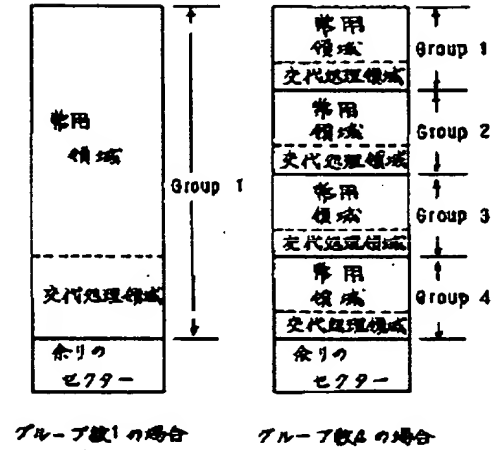 常用
領域
交代処理領域
余りの
セクター
Group 1
グループ数1の場合
常用
領域
交代処理領域
常用
領域
交代処理領域
常用
領域
交代処理領域
常用
領域
交代処理領域
余りの
セクター
Group 1
Group 2
Group 3
Group 4
グループ数4の場合